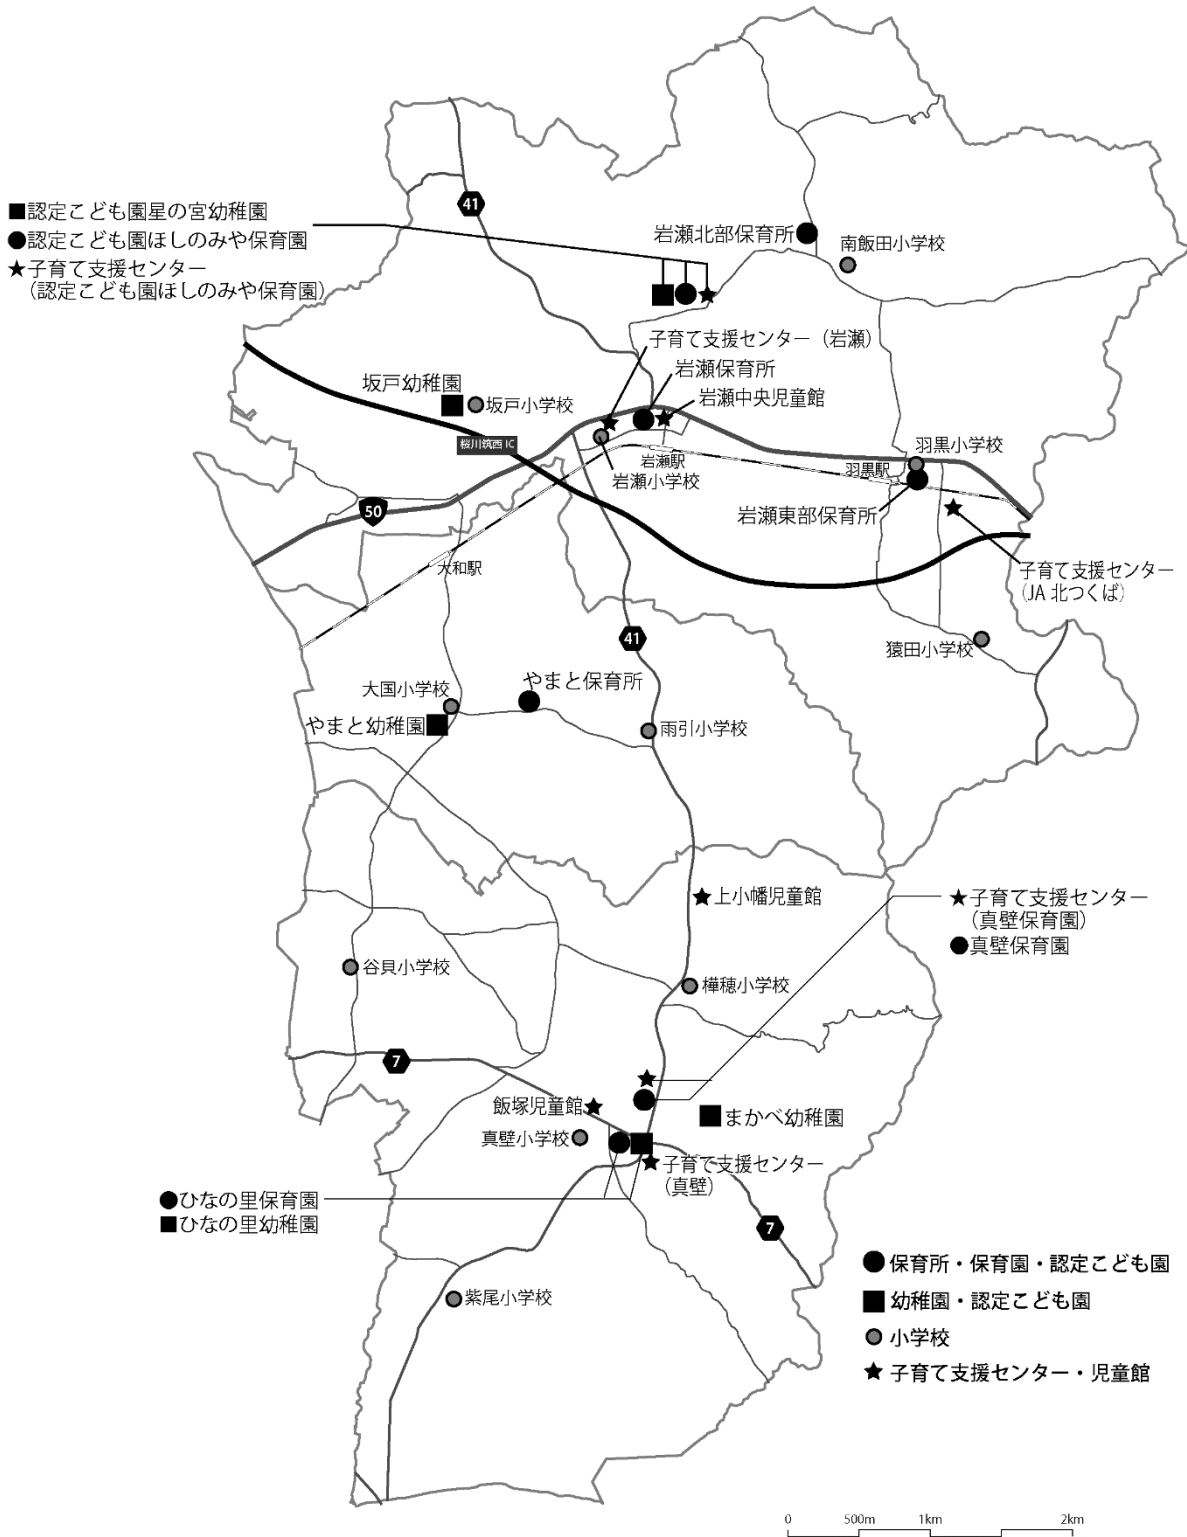 41
■認定こども園星の宮幼稚園
●認定こども園ほしのみや保育園
★子育て支援センター
(認定こども園ほしのみや保育園)
岩瀬北部保育所
南飯田小学校
子育て支援センター（岩瀬）
岩瀬保育所
坂戸幼稚園
岩瀬中央児童館
坂戸小学校
桜川筑西IC
羽黒小学校
岩瀬駅
羽黒駅
岩瀬小学校
50
岩瀬東部保育所
大和駅
子育て支援センター
(JA 北つくば)
41
猿田小学校
やまと保育所
大国小学校
やまと幼稚園
雨引小学校
上小幡児童館
★子育て支援センター
(真壁保育園)
●真壁保育園
谷貝小学校
樺穂小学校
7
飯塚児童館
まかべ幼稚園
真壁小学校
子育て支援センター
(真壁)
●ひなの里保育園
■ひなの里幼稚園
7
●保育所・保育園・認定こども園
■幼稚園・認定こども園
小学校
★子育て支援センター・児童館
紫尾小学校
0 500m 1km 2km